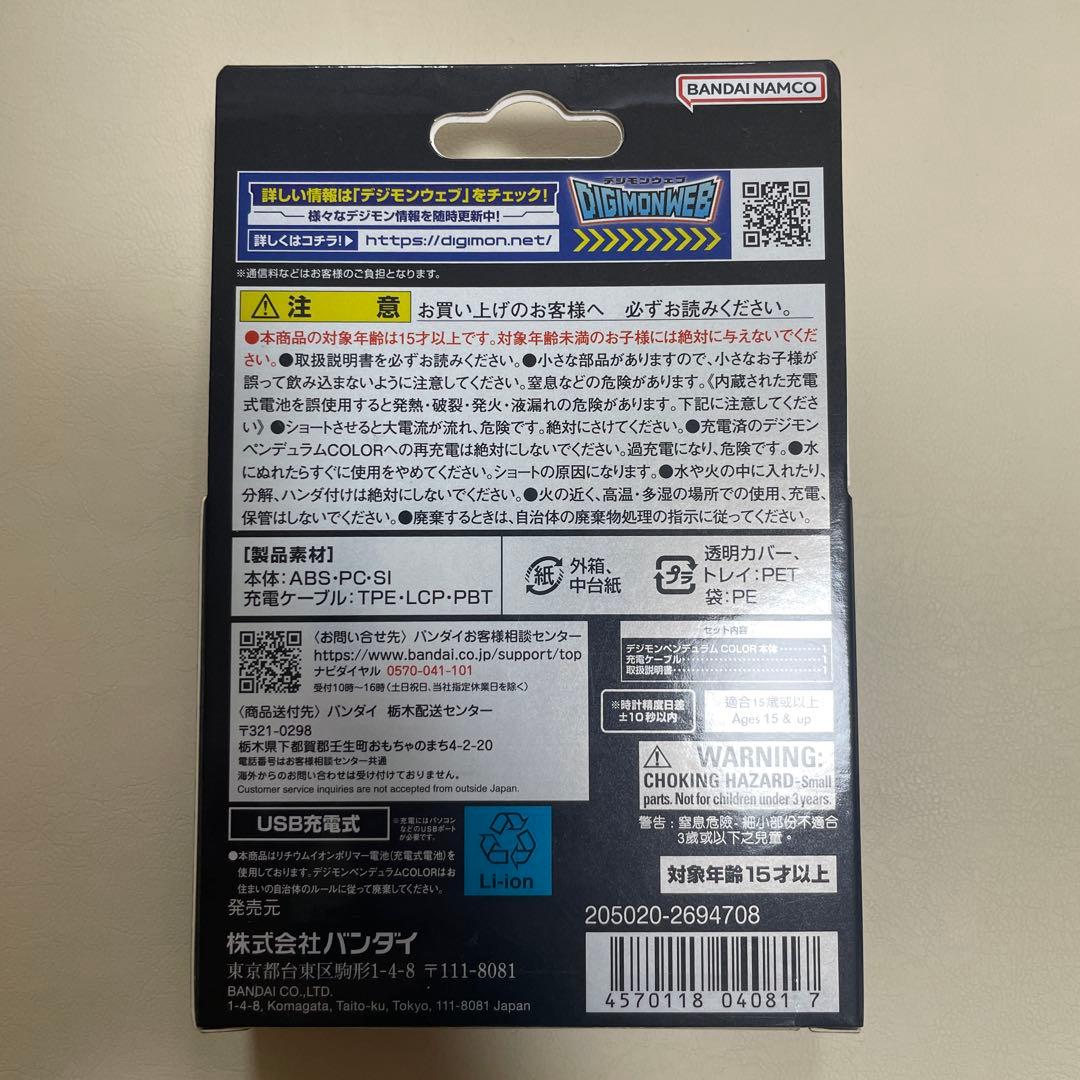 BANDAI NAMCO
詳しい情報は「デジモンウェブ」をチェック!
様々なデジモン情報を随時更新中!
詳しくはコチラ!▶ https://digimon.net/
デジモンウェブ
DIGIMONWEB
※通信料などはお客様のご負担となります。
注 意 お買い上げのお客様へ 必ずお読みください。
●本商品の対象年齢は15才以上です。対象年齢未満のお子様には絶対に与えないでくだ
さい。●取扱説明書を必ずお読みください。●小さな部品がありますので、小さなお子様が
誤って飲み込まないように注意してください。窒息などの危険があります。《内蔵された充電
式電池を誤使用すると発熱・破裂・発火・液漏れの危険があります。下記に注意してくださ
い》●ショートさせると大電流が流れ、危険です。絶対にさけてください。●充電済のデジモン
ペンデュラムCOLORへの再充電は絶対にしないでください。過充電になり、危険です。●水
にぬれたらすぐに使用をやめてください。ショートの原因になります。●水や火の中に入れたり、
分解、ハンダ付けは絶対にしないでください。●火の近く、高温・多湿の場所での使用、充電、
保管はしないでください。●廃棄するときは、自治体の廃棄物処理の指示に従ってください。
[製品素材]
本体:ABS・PC・SI
充電ケーブル:TPE・LCP・PBT
紙 外箱、
中台紙
プラ 透明カバー、
トレイ:PET
袋:PE
〈お問い合せ先〉バンダイお客様相談センター
https://www.bandai.co.jp/support/top
ナビダイヤル 0570-041-101
受付10時〜16時(土日祝日、当社指定休業日を除く)
〈商品送付先〉バンダイ 栃木配送センター
〒321-0298
栃木県下都賀郡壬生町おもちゃのまち4-2-20
電話番号はお客様相談センター共通
海外からのお問い合わせは受け付けておりません。
Customer service inquiries are not accepted from outside Japan.
セット内容
デジモンペンデュラム COLOR 本体 1
充電ケーブル 1
取扱説明書 1
※時計精度日差
±10秒以内
適合15歳或以上
Ages 15 & up
WARNING:
CHOKING HAZARD-Small
parts. Not for children under 3 years.
警告:窒息危險-細小部份不適合
3歲或以下之兒童。
USB充電式
※充電にはパソコン
などのUSBポート
が必要です。
●本商品はリチウムイオンポリマー電池(充電式電池)を
使用しております。デジモンペンデュラムCOLORはお
住まいの自治体のルールに従って廃棄してください。
Li-ion
対象年齢15才以上
発売元
株式会社バンダイ
東京都台東区駒形1-4-8 〒111-8081
BANDAI CO.,LTD.
1-4-8, Komagata, Taito-ku, Tokyo, 111-8081 Japan
205020-2694708
4570118 04081 7